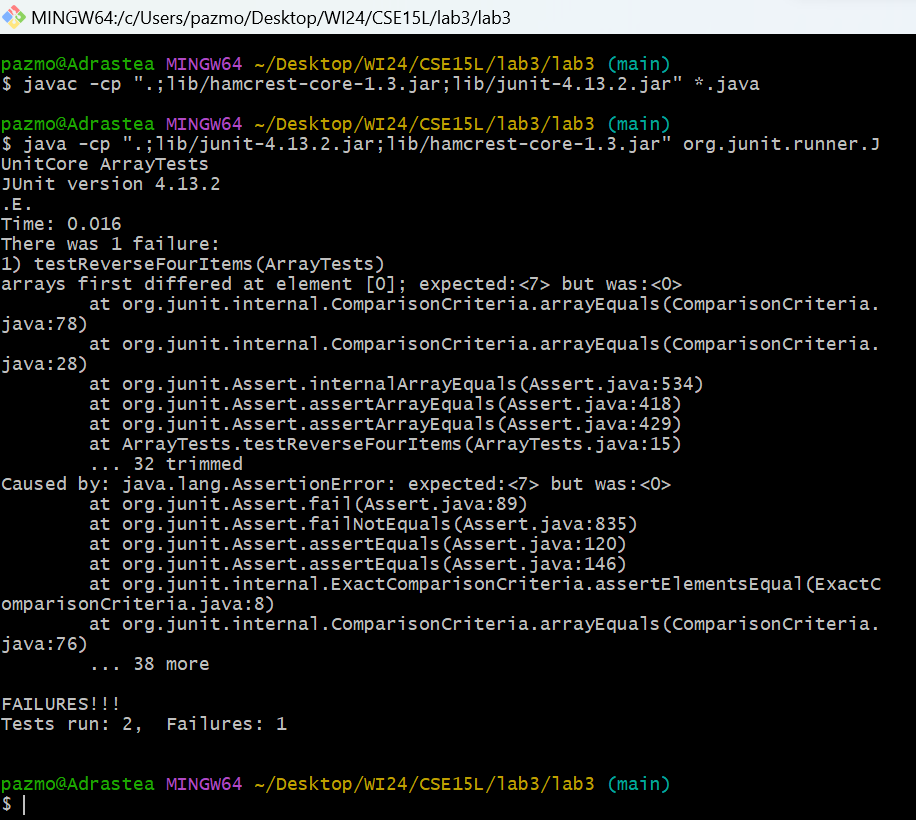 MINGW64:/c/Users/pazmo/Desktop/WI24/CSE15L/lab3/lab3
pazmo@Adrastea MINGW64 ~/Desktop/WI24/CSE15L/lab3/lab3 (main)
$ javac -cp ".;lib/hamcrest-core-1.3.jar;lib/junit-4.13.2.jar" *.java
pazmo@Adrastea MINGW64 ~/Desktop/WI24/CSE15L/lab3/lab3 (main)
$ java -cp ".;lib/junit-4.13.2.jar;lib/hamcrest-core-1.3.jar" org.junit.runner.J
UnitCore ArrayTests
JUnit version 4.13.2
.E.
Time: 0.016
There was 1 failure:
1) testReverseFourItems(ArrayTests)
arrays first differed at element [0]; expected:<7> but was:<0>
        at org.junit.internal.ComparisonCriteria.arrayEquals(ComparisonCriteria.
java:78)
        at org.junit.internal.ComparisonCriteria.arrayEquals(ComparisonCriteria.
java:28)
        at org.junit.Assert.internalArrayEquals(Assert.java:534)
        at org.junit.Assert.assertArrayEquals(Assert.java:418)
        at org.junit.Assert.assertArrayEquals(Assert.java:429)
        at ArrayTests.testReverseFourItems(ArrayTests.java:15)
        ... 32 trimmed
Caused by: java.lang.AssertionError: expected:<7> but was:<0>
        at org.junit.Assert.fail(Assert.java:89)
        at org.junit.Assert.failNotEquals(Assert.java:835)
        at org.junit.Assert.assertEquals(Assert.java:120)
        at org.junit.Assert.assertEquals(Assert.java:146)
        at org.junit.internal.ExactComparisonCriteria.assertElementsEqual(ExactC
omparisonCriteria.java:8)
        at org.junit.internal.ComparisonCriteria.arrayEquals(ComparisonCriteria.
java:76)
        ... 38 more
FAILURES!!!
Tests run: 2,  Failures: 1
pazmo@Adrastea MINGW64 ~/Desktop/WI24/CSE15L/lab3/lab3 (main)
$